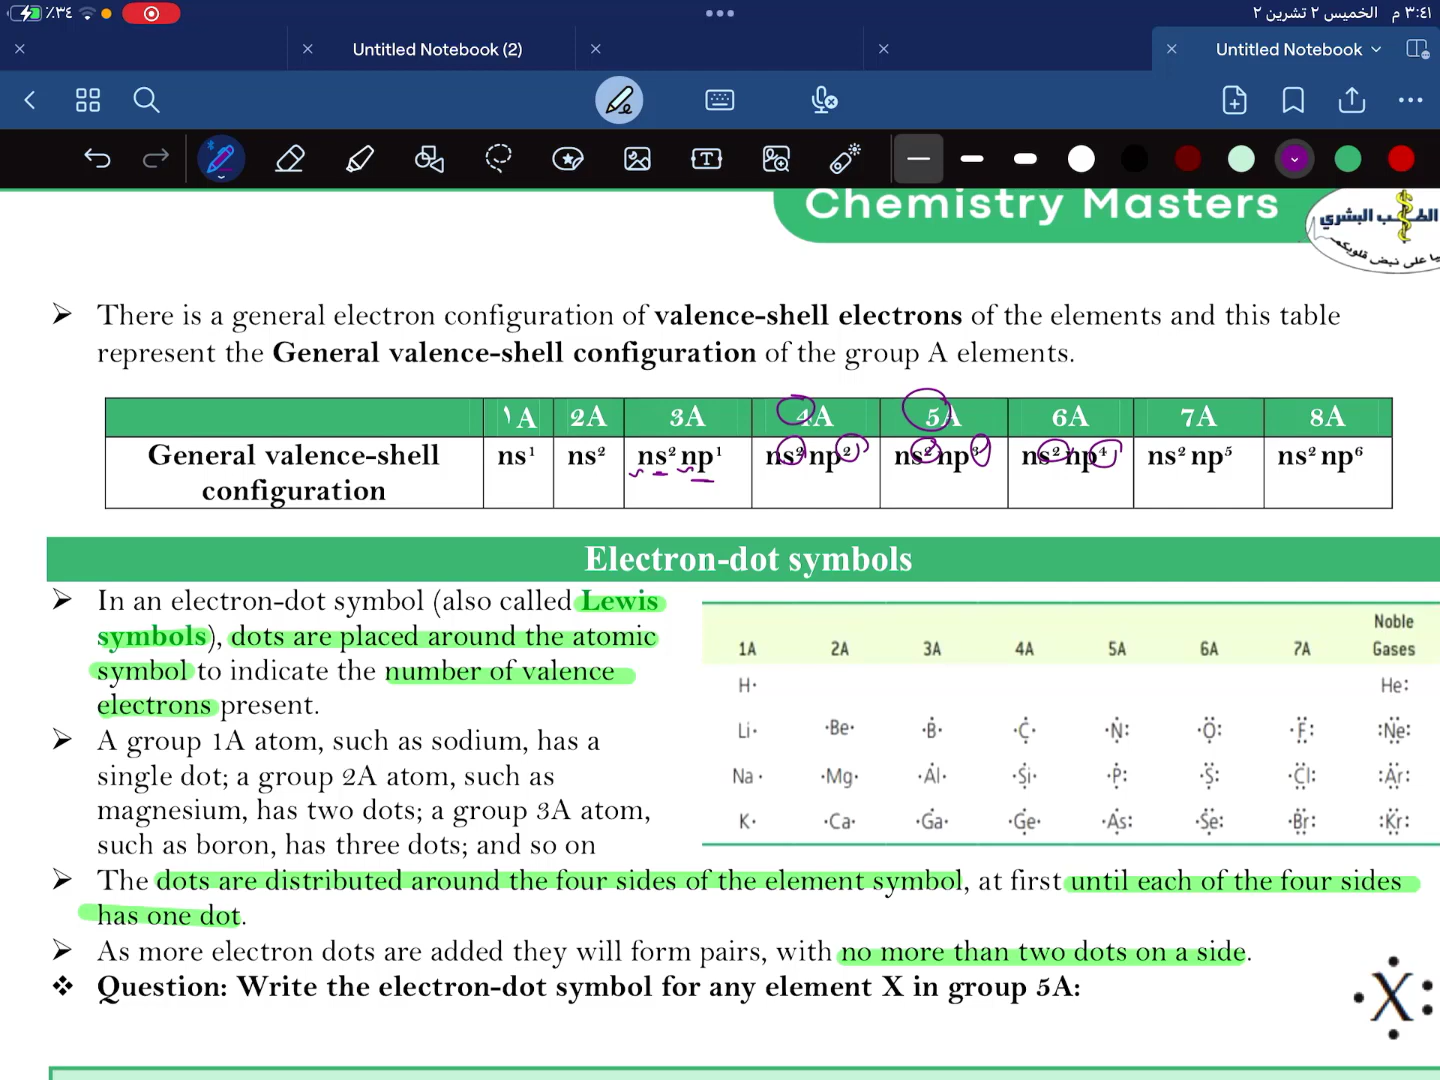 ٪٣٤
٣:٤١ م الخميس ٢ تشرين ٢
Untitled Notebook (2)
Untitled Notebook
Chemistry Masters
الطب البشري
➢ There is a general electron configuration of valence-shell electrons of the elements and this table
represent the General valence-shell configuration of the group A elements.
١A 2A 3A 4A 5A 6A 7A 8A
General valence-shell configuration ns¹ ns² ns² np¹ ns² np² ns² np³ ns² np⁴ ns² np⁵ ns² np⁶
Electron-dot symbols
➢ In an electron-dot symbol (also called Lewis
symbols), dots are placed around the atomic
symbol to indicate the number of valence
electrons present.
➢ A group 1A atom, such as sodium, has a
single dot; a group 2A atom, such as
magnesium, has two dots; a group 3A atom,
such as boron, has three dots; and so on
Noble
1A 2A 3A 4A 5A 6A 7A Gases
H· He:
Li· ·Be· ·B· ·C· ·N: ·O: ·F: :Ne:
Na· ·Mg· ·Al· ·Si· ·P: ·S: ·Cl: :Ar:
K· ·Ca· ·Ga· ·Ge· ·As: ·Se: ·Br: :Kr:
➢ The dots are distributed around the four sides of the element symbol, at first until each of the four sides
has one dot.
➢ As more electron dots are added they will form pairs, with no more than two dots on a side.
❖ Question: Write the electron-dot symbol for any element X in group 5A:
·X: